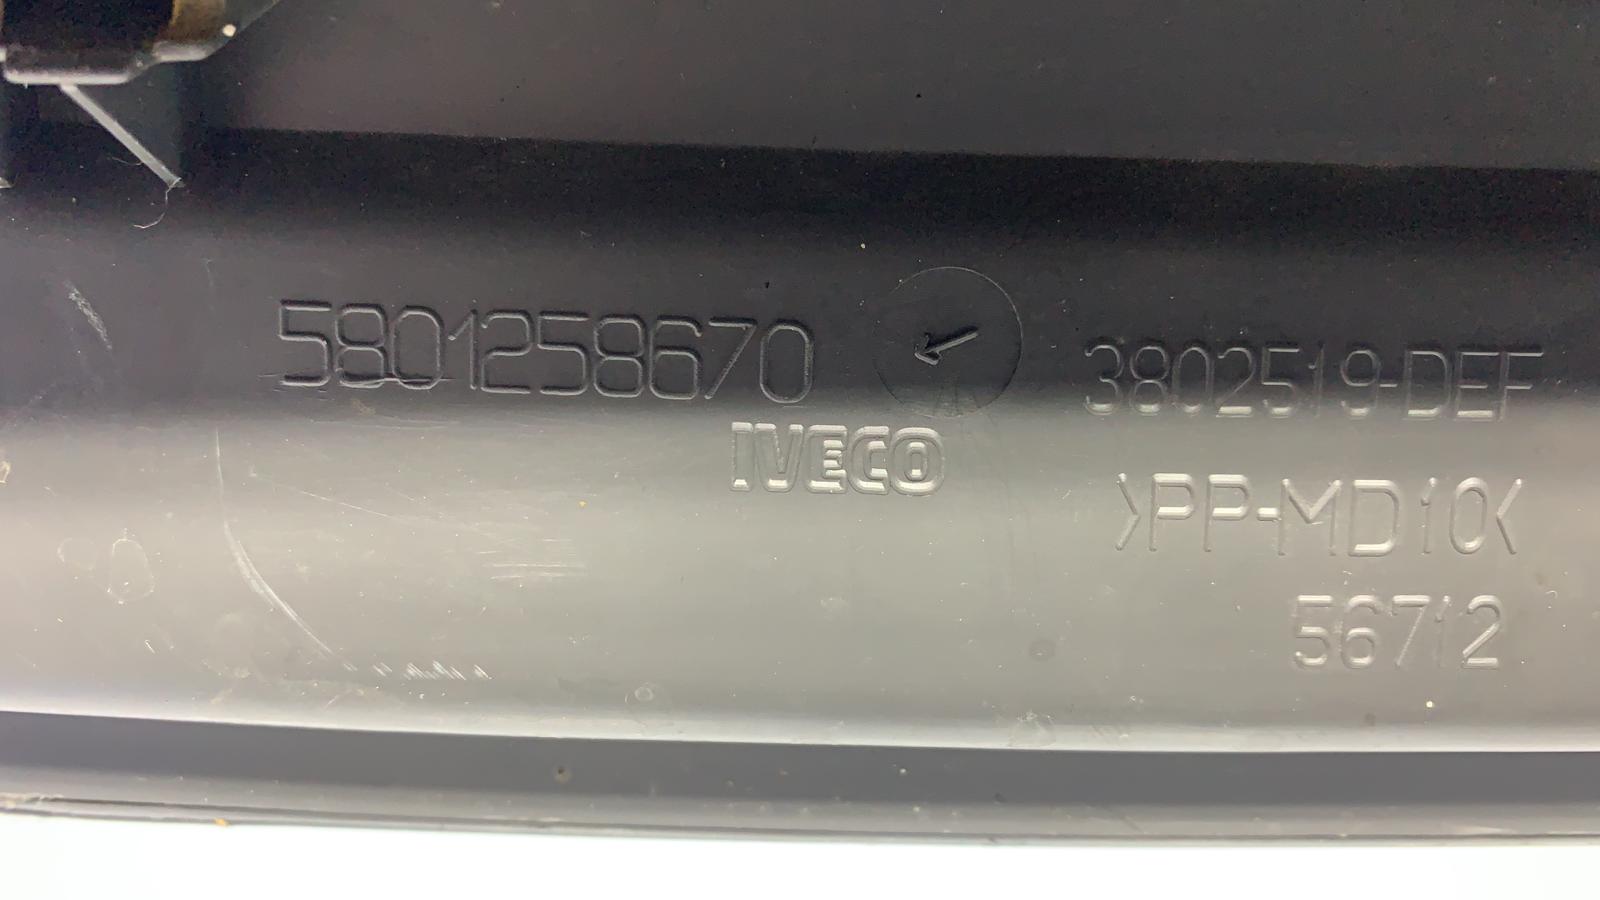 5801258670
IVECO
3802519-DEF
>PP-MD10<
56712